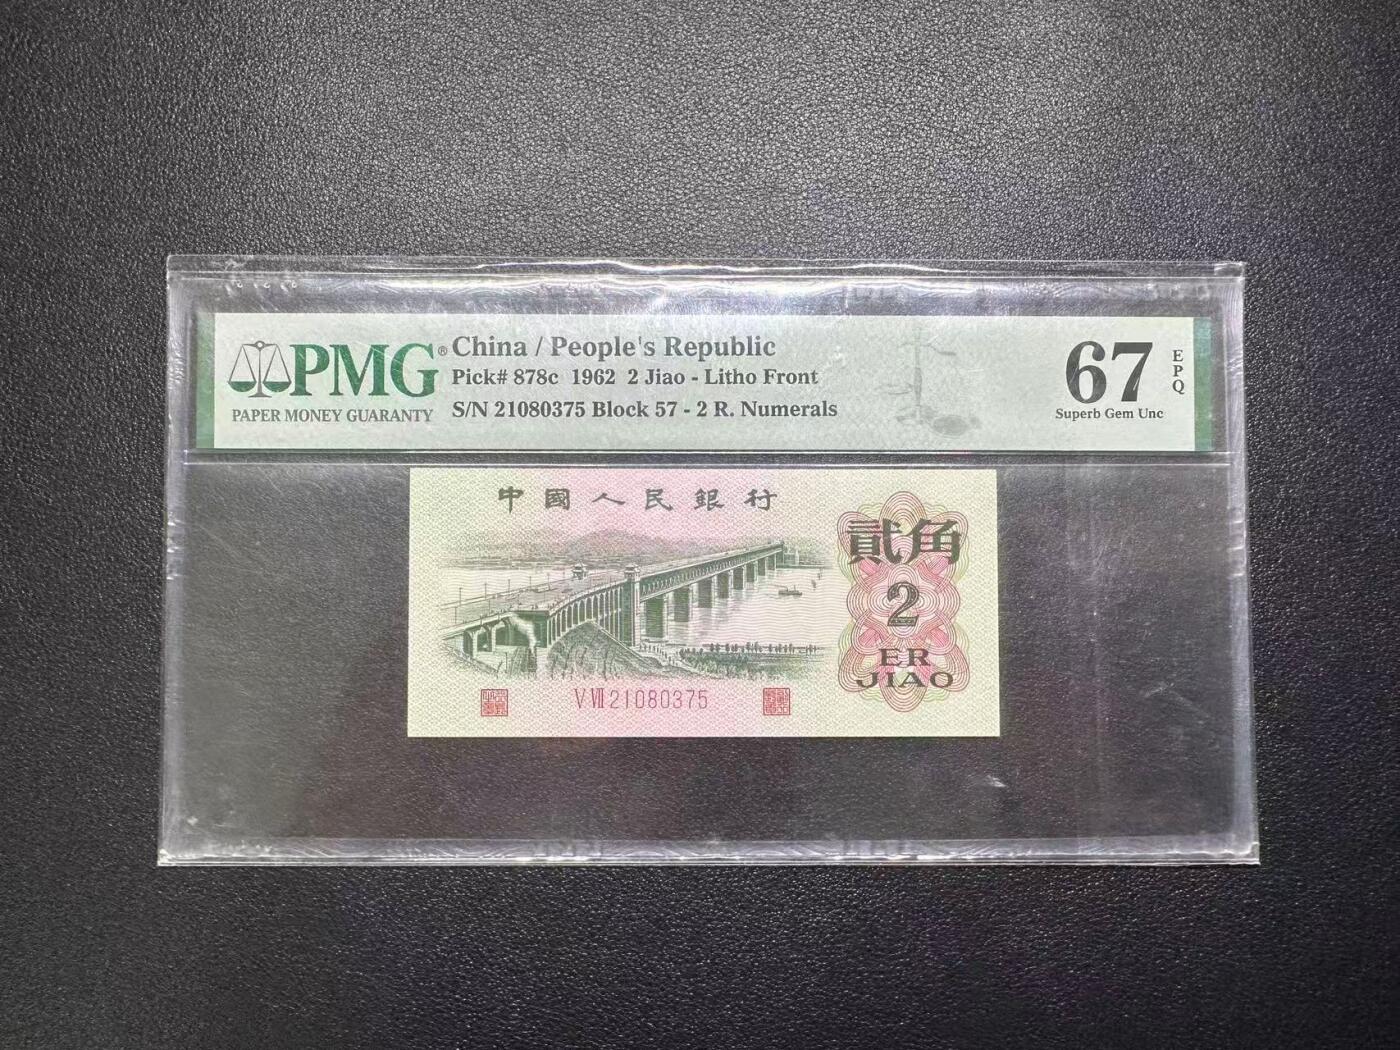 PMG®
PAPER MONEY GUARANTY
China / People's Republic
Pick# 878c 1962 2 Jiao - Litho Front
S/N 21080375 Block 57 - 2 R. Numerals
67
EPQ
Superb Gem Unc
中國人民銀行
貳角
2
ER
JIAO
V VII 21080375